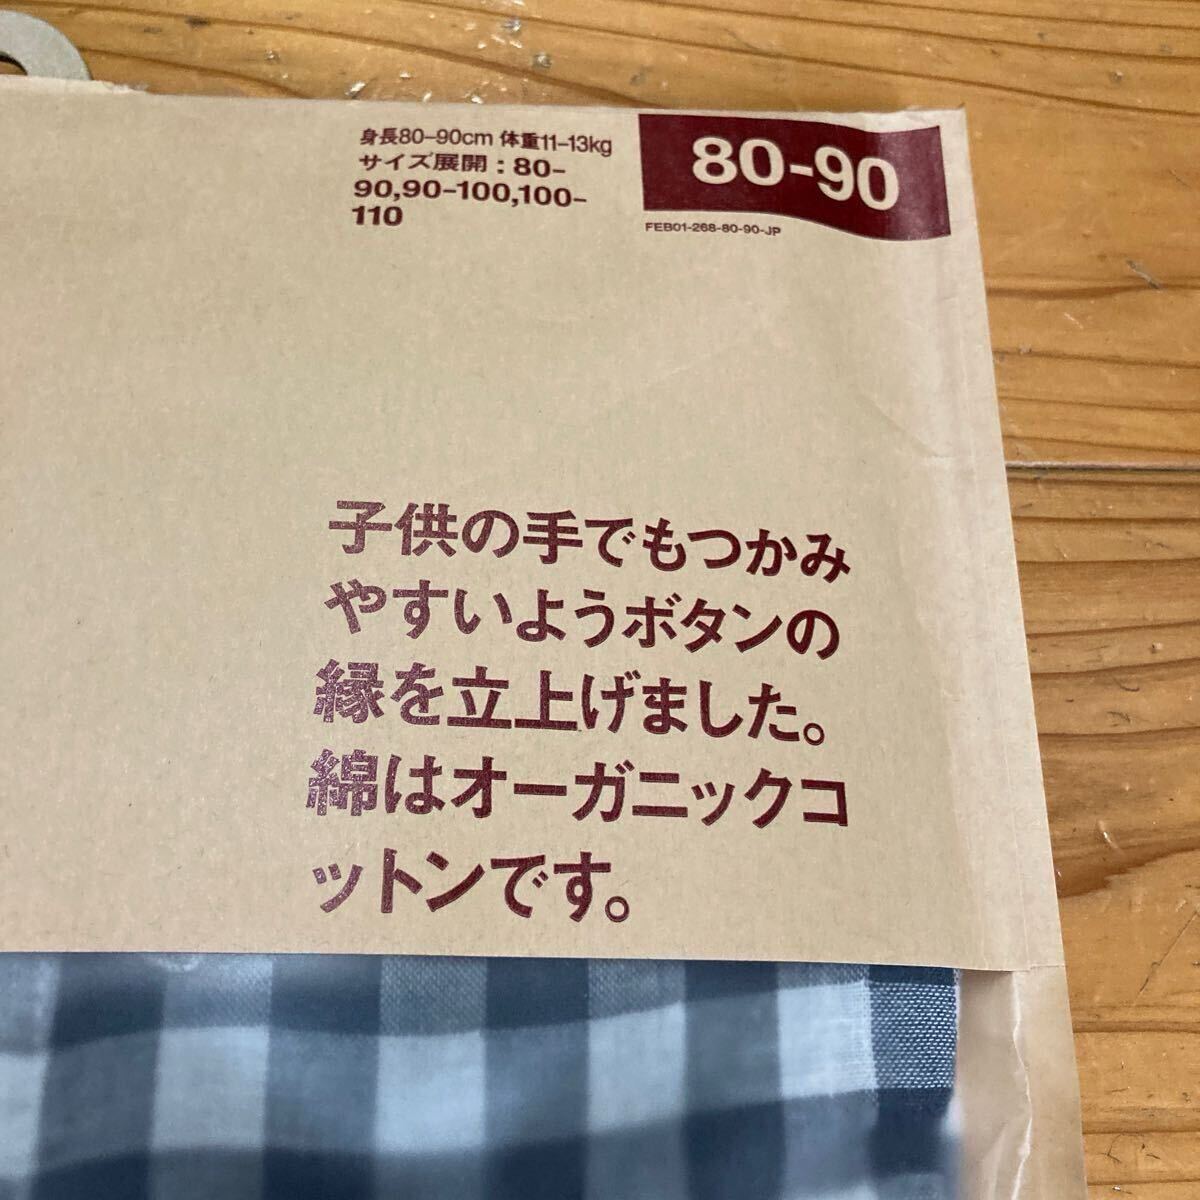 身長80-90cm 体重11-13kg
サイズ展開：80-
90,90-100,100-
110
80-90
FEB01-268-80-90-JP
子供の手でもつかみ
やすいようボタンの
縁を立上げました。
綿はオーガニックコ
ットンです。